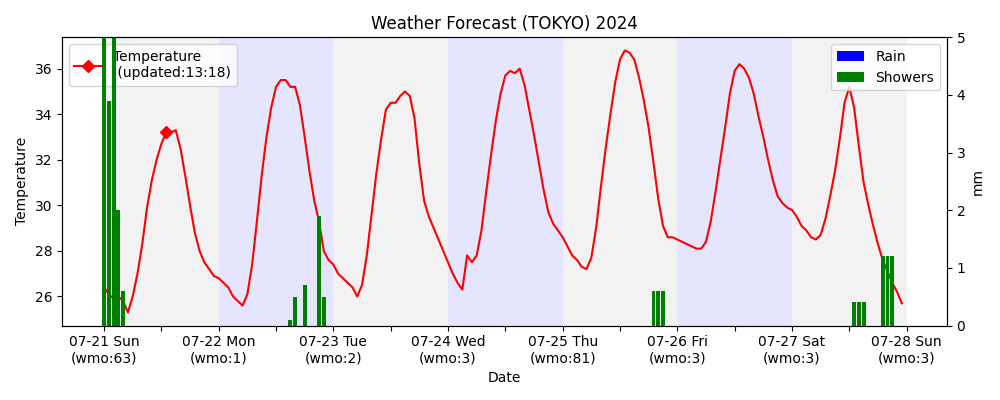 Weather Forecast (TOKYO) 2024
Temperature
(updated:13:18)
Rain
Showers
Temperature
36
34
32
30
28
26
5
4
3
2
1
0
mm
07-21 Sun
(wmo:63)
07-22 Mon
(wmo:1)
07-23 Tue
(wmo:2)
07-24 Wed
(wmo:3)
07-25 Thu
(wmo:81)
07-26 Fri
(wmo:3)
07-27 Sat
(wmo:3)
07-28 Sun
(wmo:3)
Date